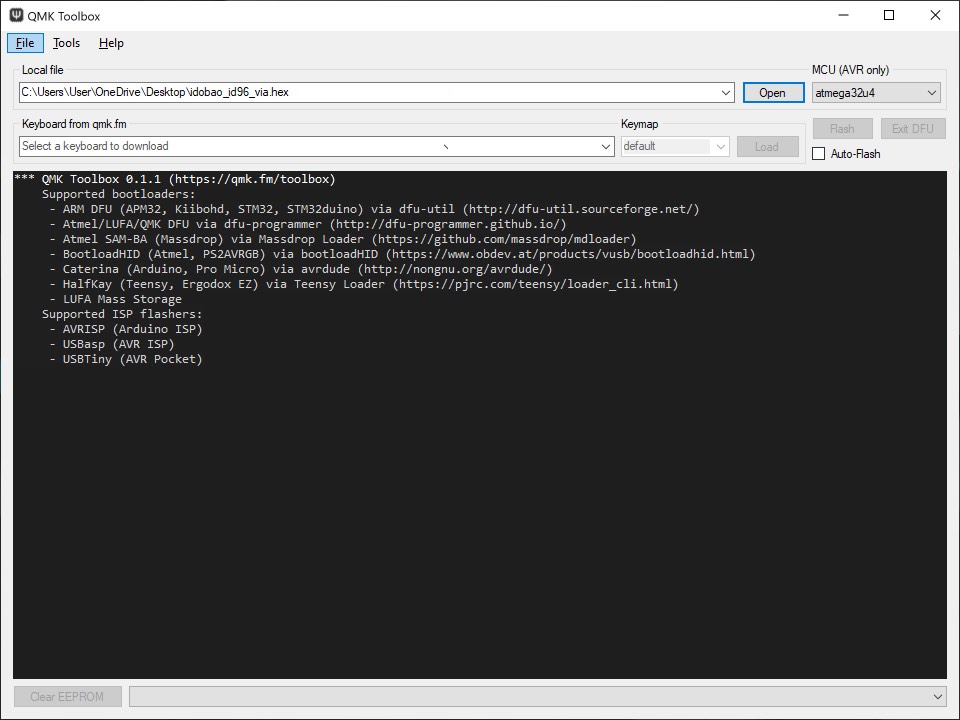 QMK Toolbox
File Tools Help
Local file MCU (AVR only)
C:\Users\User\OneDrive\Desktop\idobao_id96_via.hex Open atmega32u4
Keyboard from qmk.fm Keymap Flash Exit DFU
Select a keyboard to download default Load Auto-Flash
*** QMK Toolbox 0.1.1 (https://qmk.fm/toolbox)
Supported bootloaders:
- ARM DFU (APM32, Kiibohd, STM32, STM32duino) via dfu-util (http://dfu-util.sourceforge.net/)
- Atmel/LUFA/QMK DFU via dfu-programmer (http://dfu-programmer.github.io/)
- Atmel SAM-BA (Massdrop) via Massdrop Loader (https://github.com/massdrop/mdloader)
- BootloadHID (Atmel, PS2AVRGB) via bootloadHID (https://www.obdev.at/products/vusb/bootloadhid.html)
- Caterina (Arduino, Pro Micro) via avrdude (http://nongnu.org/avrdude/)
- HalfKay (Teensy, Ergodox EZ) via Teensy Loader (https://pjrc.com/teensy/loader_cli.html)
- LUFA Mass Storage
Supported ISP flashers:
- AVRISP (Arduino ISP)
- USBasp (AVR ISP)
- USBTiny (AVR Pocket)
Clear EEPROM